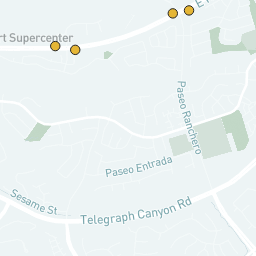 rt Supercenter
E
Paseo Ranchero
Paseo Entrada
Sesame St.
Telegraph Canyon Rd